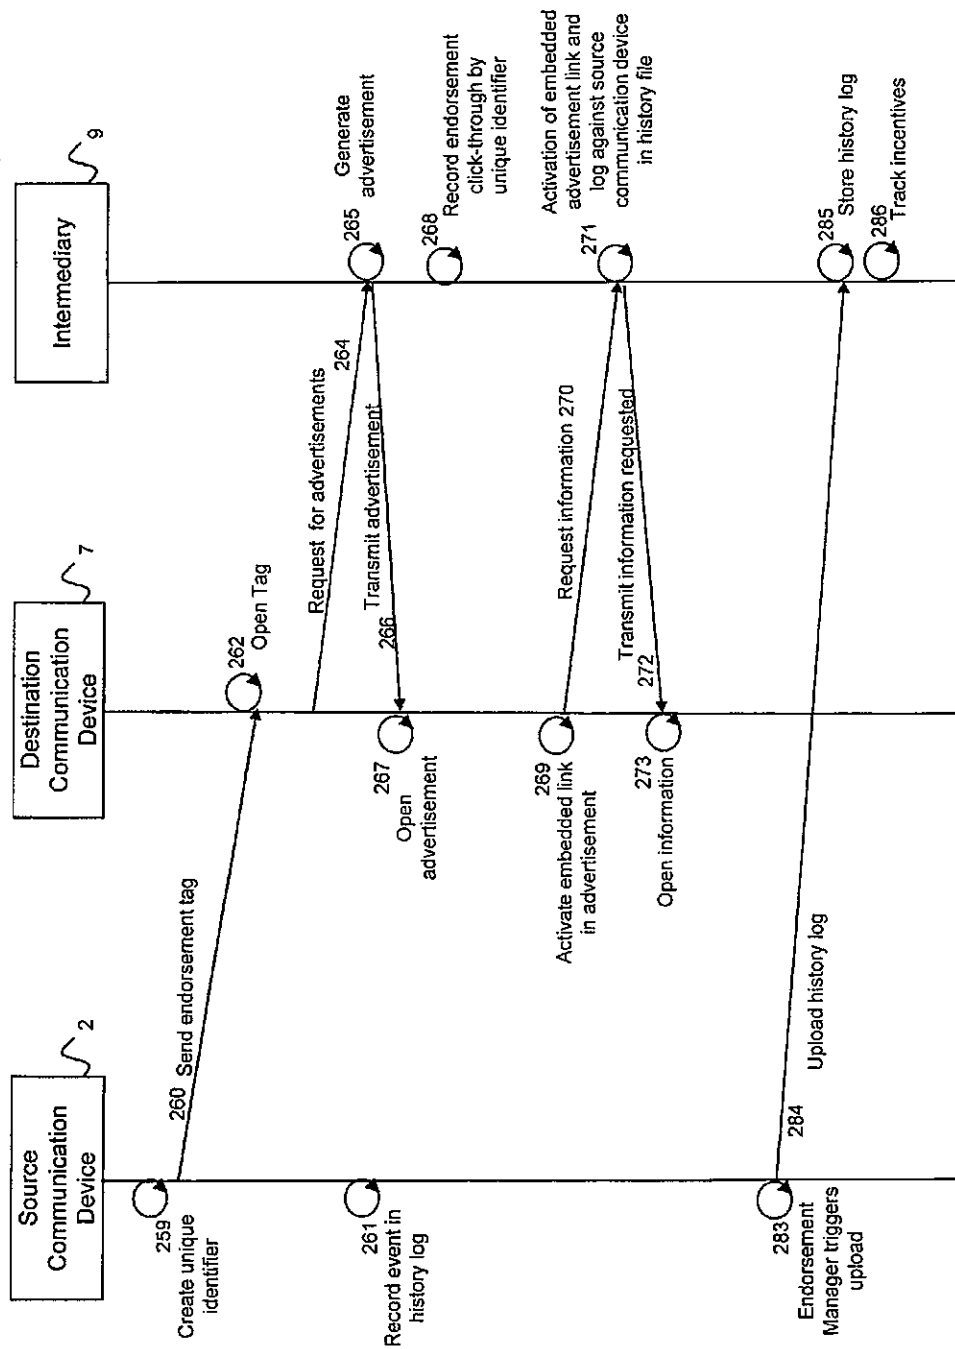 Source
Communication
Device
2
Destination
Communication
Device
7
Intermediary
9
259
Create unique
identifier
260 Send endorsement tag
261
Record event in
history log
262
Open Tag
Request for advertisements
264
265
Generate
advertisement
Transmit advertisement
266
267
Open
advertisement
268
Record endorsement
click-through by
unique identifier
269
Activate embedded link
in advertisement
Request information 270
271
Activation of embedded
advertisement link and
log against source
communication device
in history file
Transmit information requested
272
273
Open information
283
Endorsement
Manager triggers
upload
284
Upload history log
285
Store history log
286
Track incentives